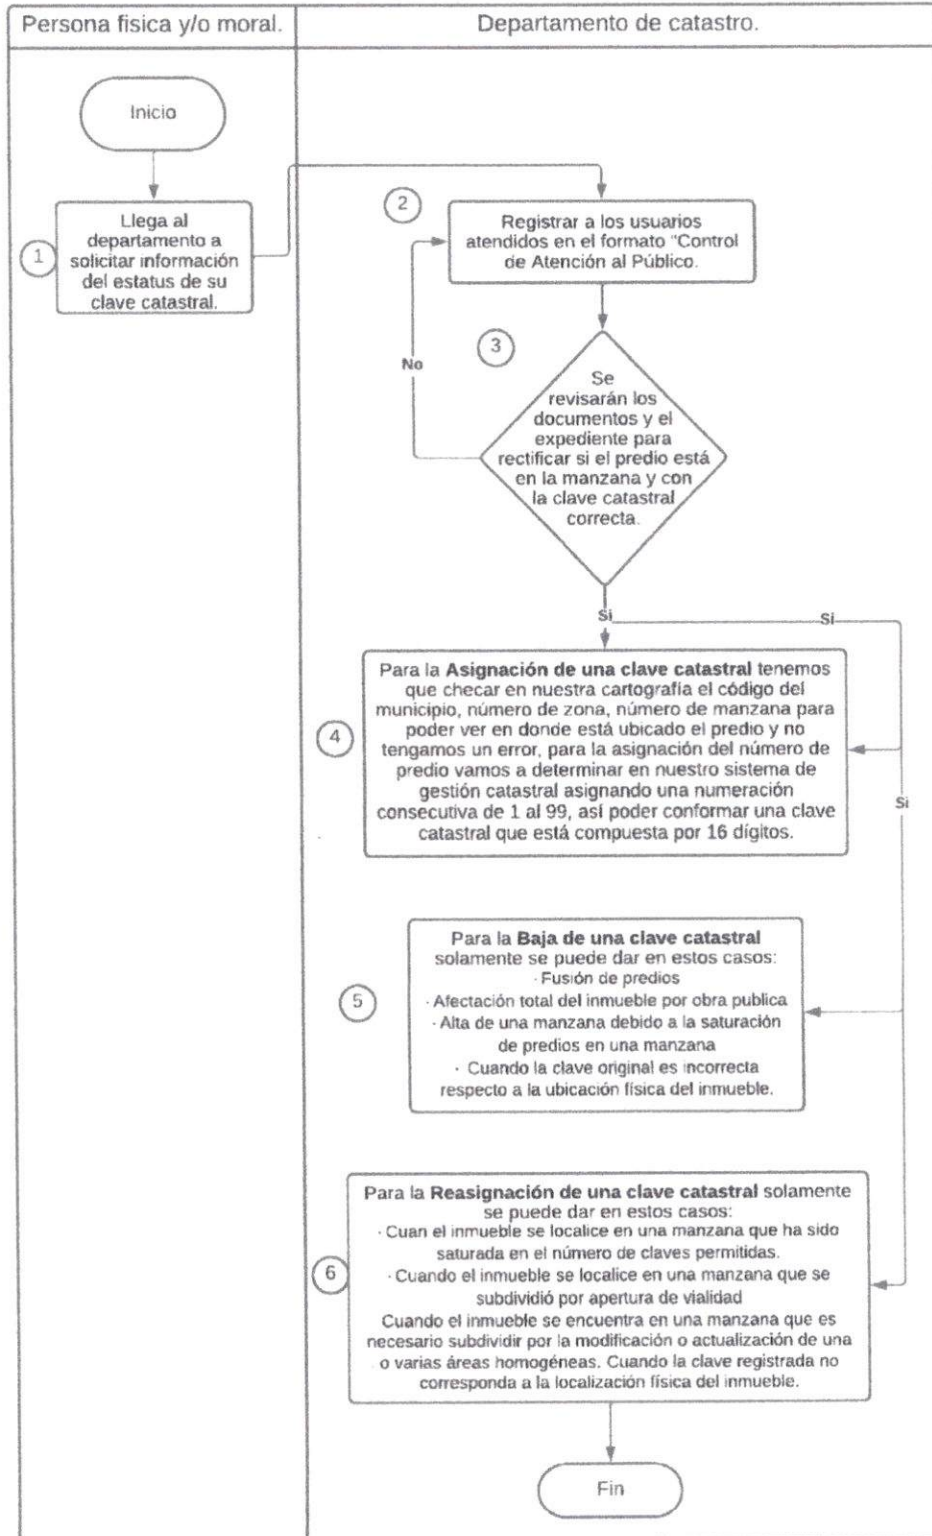 Persona fisica y/o moral.
Departamento de catastro.
Inicio
1
Llega al
departamento a
solicitar información
del estatus de su
clave catastral.
2
Registrar a los usuarios
atendidos en el formato "Control
de Atención al Público.
3
No
Se
revisarán los
documentos y el
expediente para
rectificar si el predio está
en la manzana y con
la clave catastral
correcta.
Si
Si
Si
4
Para la Asignación de una clave catastral tenemos
que checar en nuestra cartografía el código del
municipio, número de zona, número de manzana para
poder ver en donde está ubicado el predio y no
tengamos un error, para la asignación del número de
predio vamos a determinar en nuestro sistema de
gestión catastral asignando una numeración
consecutiva de 1 al 99, así poder conformar una clave
catastral que está compuesta por 16 dígitos.
5
Para la Baja de una clave catastral
solamente se puede dar en estos casos:
· Fusión de predios
· Afectación total del inmueble por obra publica
· Alta de una manzana debido a la saturación
de predios en una manzana
· Cuando la clave original es incorrecta
respecto a la ubicación física del inmueble.
6
Para la Reasignación de una clave catastral solamente
se puede dar en estos casos:
· Cuan el inmueble se localice en una manzana que ha sido
saturada en el número de claves permitidas.
· Cuando el inmueble se localice en una manzana que se
subdividió por apertura de vialidad
Cuando el inmueble se encuentra en una manzana que es
necesario subdividir por la modificación o actualización de una
o varias áreas homogéneas. Cuando la clave registrada no
corresponda a la localización física del inmueble.
Fin